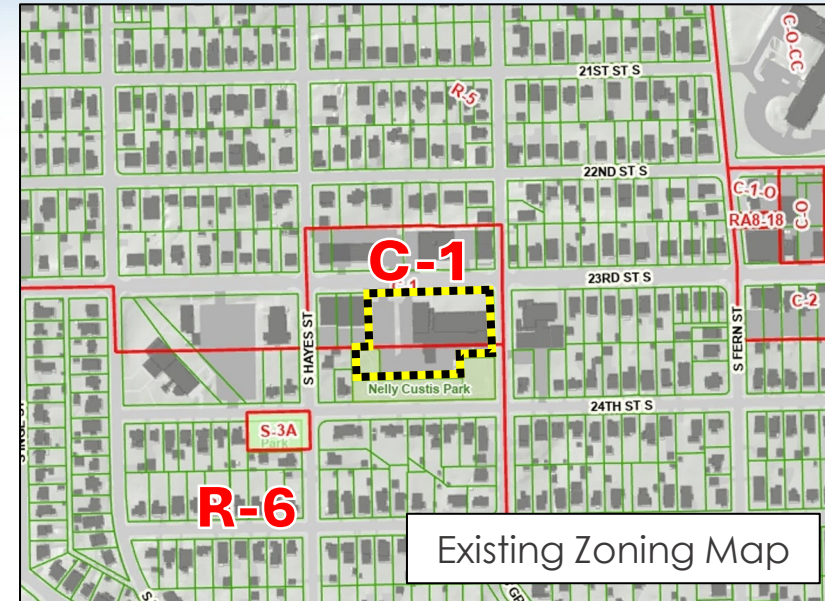 C-O-CC
21ST ST S
R-5
22ND ST S
C-1-O
RA8-18
C-O
C-1
23RD ST S
C-2
S HAYES ST
S FERN ST
Nelly Custis Park
24TH ST S
S-3A
Park
R-6
Existing Zoning Map